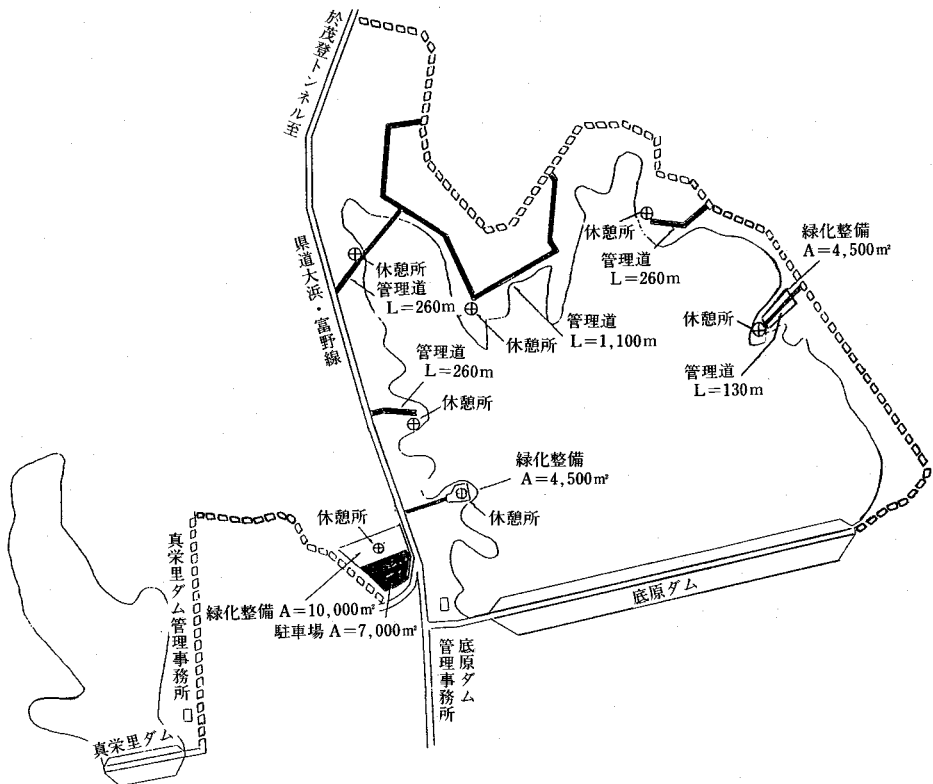 於茂登トンネル至
県道大浜・富野線
休憩所
管理道
L=260m
休憩所
管理道
L=1,100m
休憩所
管理道
L=260m
緑化整備
A=4,500㎡
休憩所
管理道
L=130m
管理道
L=260m
休憩所
緑化整備
A=4,500㎡
休憩所
休憩所
緑化整備 A=10,000㎡
駐車場 A=7,000㎡
底原ダム
底原ダム
管理事務所
真栄里ダム管理事務所
真栄里ダム